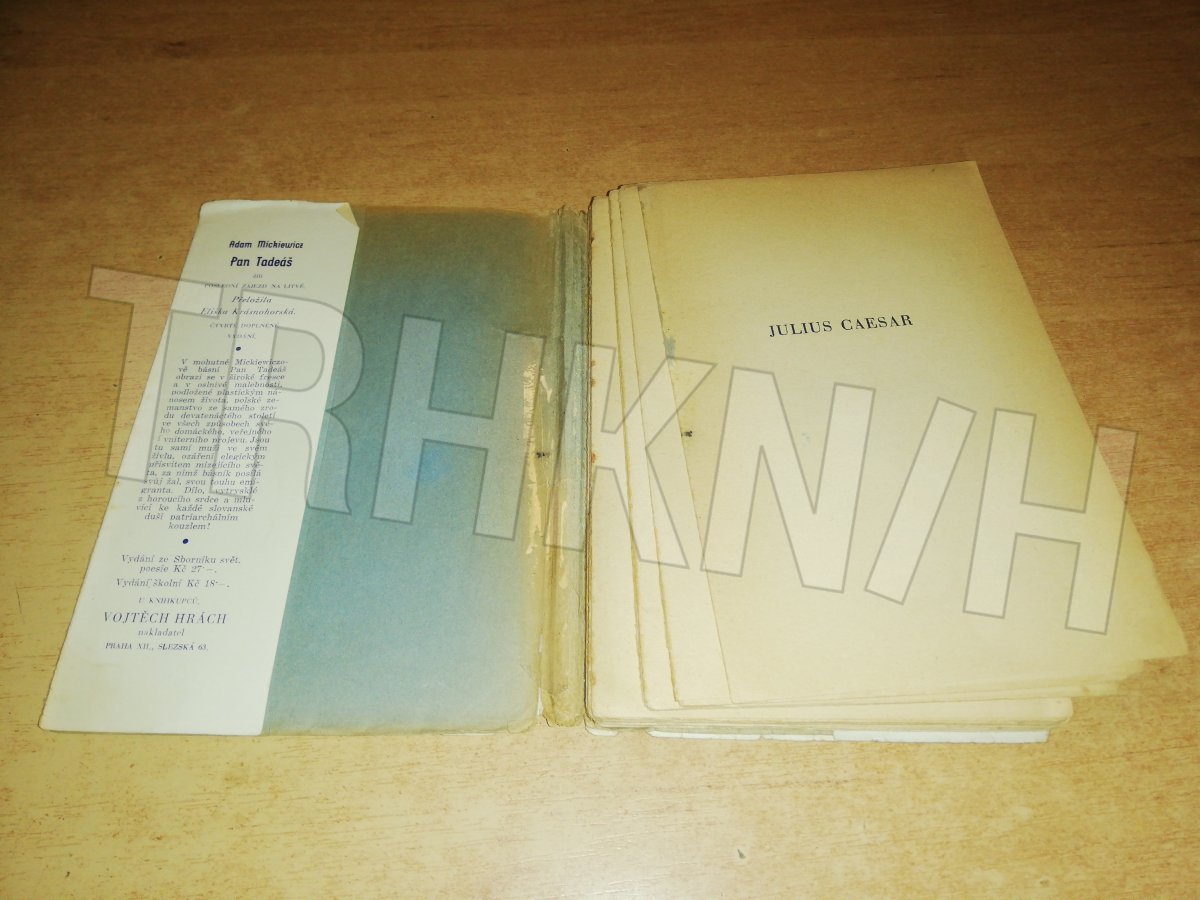 Adam Mickiewicz
Pan Tadeáš
čili
POSLEDNÍ ZÁJEZD NA LITVĚ.
Přeložila
Eliška Krásnohorská.
ČTVRTÉ DOPLNĚNÉ
VYDÁNÍ.
V mohutné Mickiewiczo-
vě básni Pan Tadeáš
obrazí se v široké fresce
a v oslnivé malebnosti,
podložené plastickým ná-
nosem života, polské ze-
manstvo ze samého zro-
du devatenáctého století
ve všech způsobech své-
ho domáckého, veřejného
i vniterního projevu. Jsou
tu samí muži ve svém
živlu, ozáření elegickým
přísvitem mizejícího svě-
ta, za nímž básník posílá
svůj žal, svou touhu emi-
granta. Dílo, vytrysklé
z horoucího srdce a mlu-
vící ke každé slovanské
duši patriarchálním
kouzlem!
Vydání ze Sborníku svět.
poesie Kč 27·–.
Vydání školní Kč 18·–.
U KNIHKUPCŮ.
VOJTĚCH HRÁCH
nakladatel
PRAHA XII., SLEZSKÁ 63.
JULIUS CAESAR
TRHKNIH